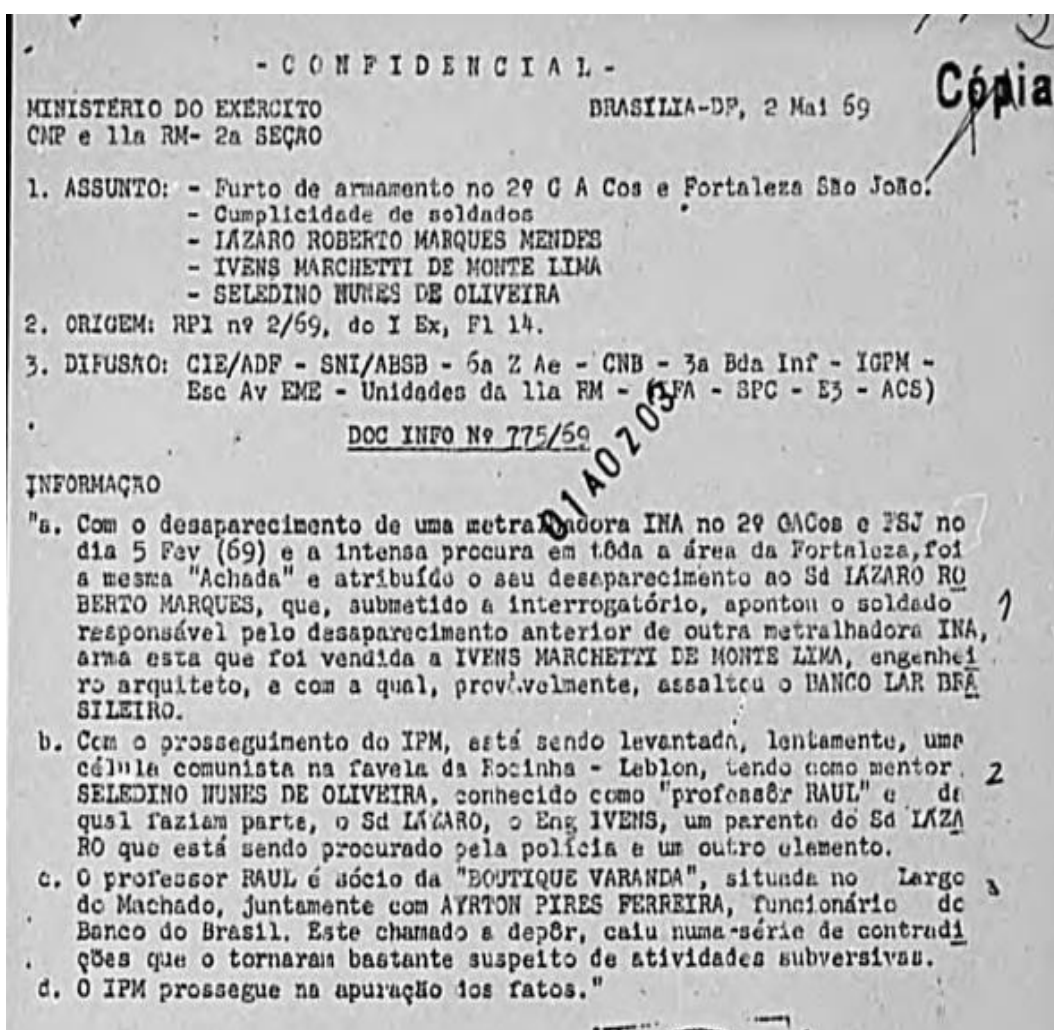 - C O N F I D E N C I A L -
Cópia
MINISTÉRIO DO EXÉRCITO BRASÍLIA-DF, 2 Mai 69
CMP e 11a RM- 2a SEÇÃO
1. ASSUNTO: - Furto de armamento no 2º G A Cos e Fortaleza São João.
- Cumplicidade de soldados
- LÁZARO ROBERTO MARQUES MENDES
- IVENS MARCHETTI DE MONTE LIMA
- SELEDINO NUNES DE OLIVEIRA
2. ORIGEM: RPI nº 2/69, do I Ex, Fl 14.
3. DIFUSÃO: CIE/ADF - SNI/ABSB - 6a Z Ae - CNB - 3a Bda Inf - IGPM -
Esc Av EME - Unidades da 11a RM - - SPC - E3 - ACS)
DOC INFO Nº 775/69
01A0203
INFORMAÇÃO
"a. Com o desaparecimento de uma metralhadora INA no 2º GACos e FSJ no
dia 5 Fev (69) e a intensa procura em tôda a área da Fortaleza, foi
a mesma "Achada" e atribuído o seu desaparecimento ao Sd LÁZARO RO
BERTO MARQUES, que, submetido a interrogatório, apontou o soldado 1
responsável pelo desaparecimento anterior de outra metralhadora INA,
arma esta que foi vendida a IVENS MARCHETTI DE MONTE LIMA, engenhei
ro arquiteto, e com a qual, provàvelmente, assaltou o BANCO LAR BRA
SILEIRO.
b. Com o prosseguimento do IPM, está sendo levantada, lentamente, uma
célula comunista na favela da Rocinha - Leblon, tendo como mentor 2
SELEDINO NUNES DE OLIVEIRA, conhecido como "professôr RAUL" e da
qual faziam parte, o Sd LÁZARO, o Eng IVENS, um parente do Sd LÁZA
RO que está sendo procurado pela polícia e um outro elemento.
c. O professor RAUL é sócio da "BOUTIQUE VARANDA", situada no Largo 3
do Machado, juntamente com AYRTON PIRES FERREIRA, funcionário do
Banco do Brasil. Este chamado a depôr, caiu numa série de contradi
ções que o tornaram bastante suspeito de atividades subversivas.
d. O IPM prossegue na apuração dos fatos."